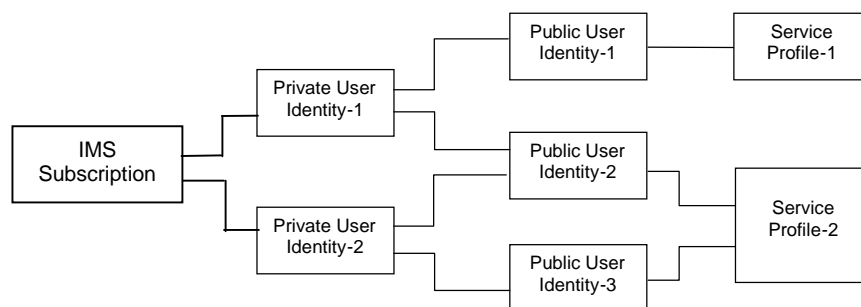 IMS
Subscription
Private User
Identity-1
Private User
Identity-2
Public User
Identity-1
Public User
Identity-2
Public User
Identity-3
Service
Profile-1
Service
Profile-2